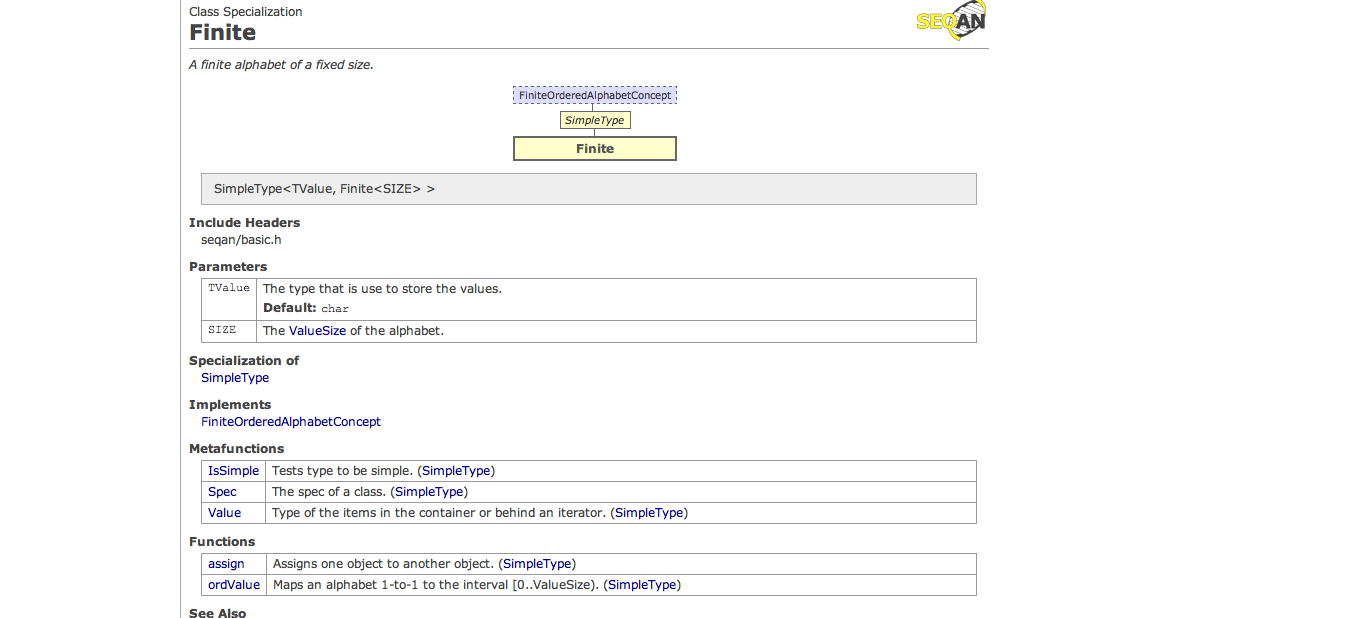 Class Specialization
Finite
SEQAN
A finite alphabet of a fixed size.
FiniteOrderedAlphabetConcept
SimpleType
Finite
SimpleType<TValue, Finite<SIZE> >
Include Headers
seqan/basic.h
Parameters
TValue The type that is use to store the values.
Default: char
SIZE The ValueSize of the alphabet.
Specialization of
SimpleType
Implements
FiniteOrderedAlphabetConcept
Metafunctions
IsSimple Tests type to be simple. (SimpleType)
Spec The spec of a class. (SimpleType)
Value Type of the items in the container or behind an iterator. (SimpleType)
Functions
assign Assigns one object to another object. (SimpleType)
ordValue Maps an alphabet 1-to-1 to the interval [0..ValueSize). (SimpleType)
See Also